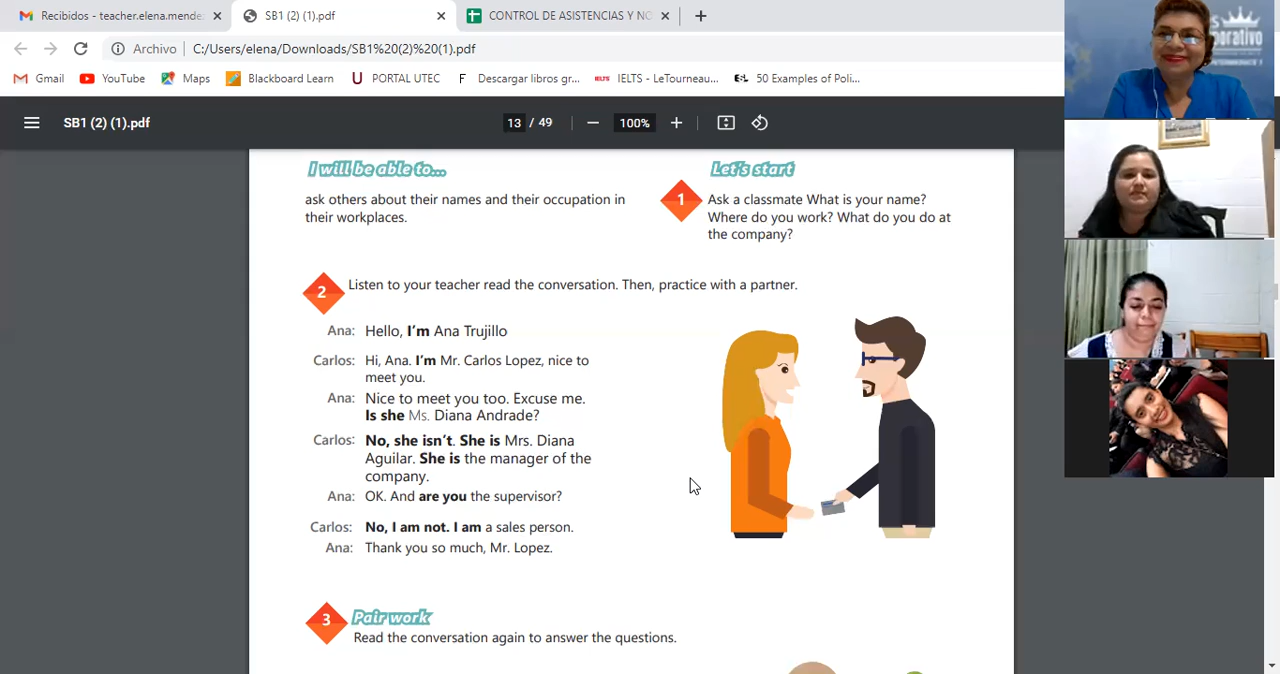 Recibidos - teacher.elena.mende:
SB1 (2) (1).pdf
CONTROL DE ASISTENCIAS Y NO
Archivo
C:/Users/elena/Downloads/SB1%20(2)%20(1).pdf
Gmail
YouTube
Maps
Blackboard Learn
PORTAL UTEC
Descargar libros gr...
IELTS - LeTourneau...
50 Examples of Poli...
SB1 (2) (1).pdf
13 / 49
100%
I will be able to...
ask others about their names and their occupation in
their workplaces.
Let's start
1
Ask a classmate What is your name?
Where do you work? What do you do at
the company?
2
Listen to your teacher read the conversation. Then, practice with a partner.
Ana: Hello, I'm Ana Trujillo
Carlos: Hi, Ana. I'm Mr. Carlos Lopez, nice to
meet you.
Ana: Nice to meet you too. Excuse me.
Is she Ms. Diana Andrade?
Carlos: No, she isn't. She is Mrs. Diana
Aguilar. She is the manager of the
company.
Ana: OK. And are you the supervisor?
Carlos: No, I am not. I am a sales person.
Ana: Thank you so much, Mr. Lopez.
3
Pair work
Read the conversation again to answer the questions.